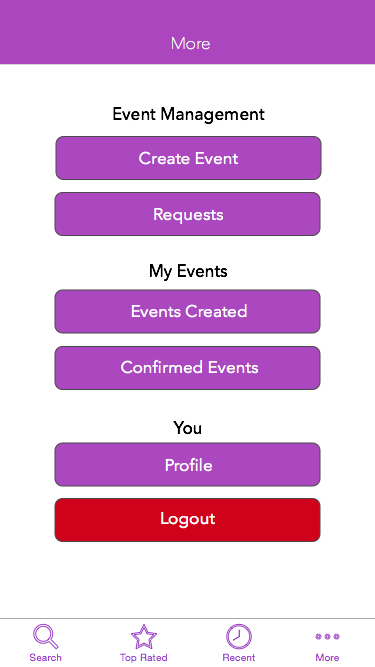 More
Event Management
Create Event
Requests
My Events
Events Created
Confirmed Events
You
Profile
Logout
Search
Top Rated
Recent
More